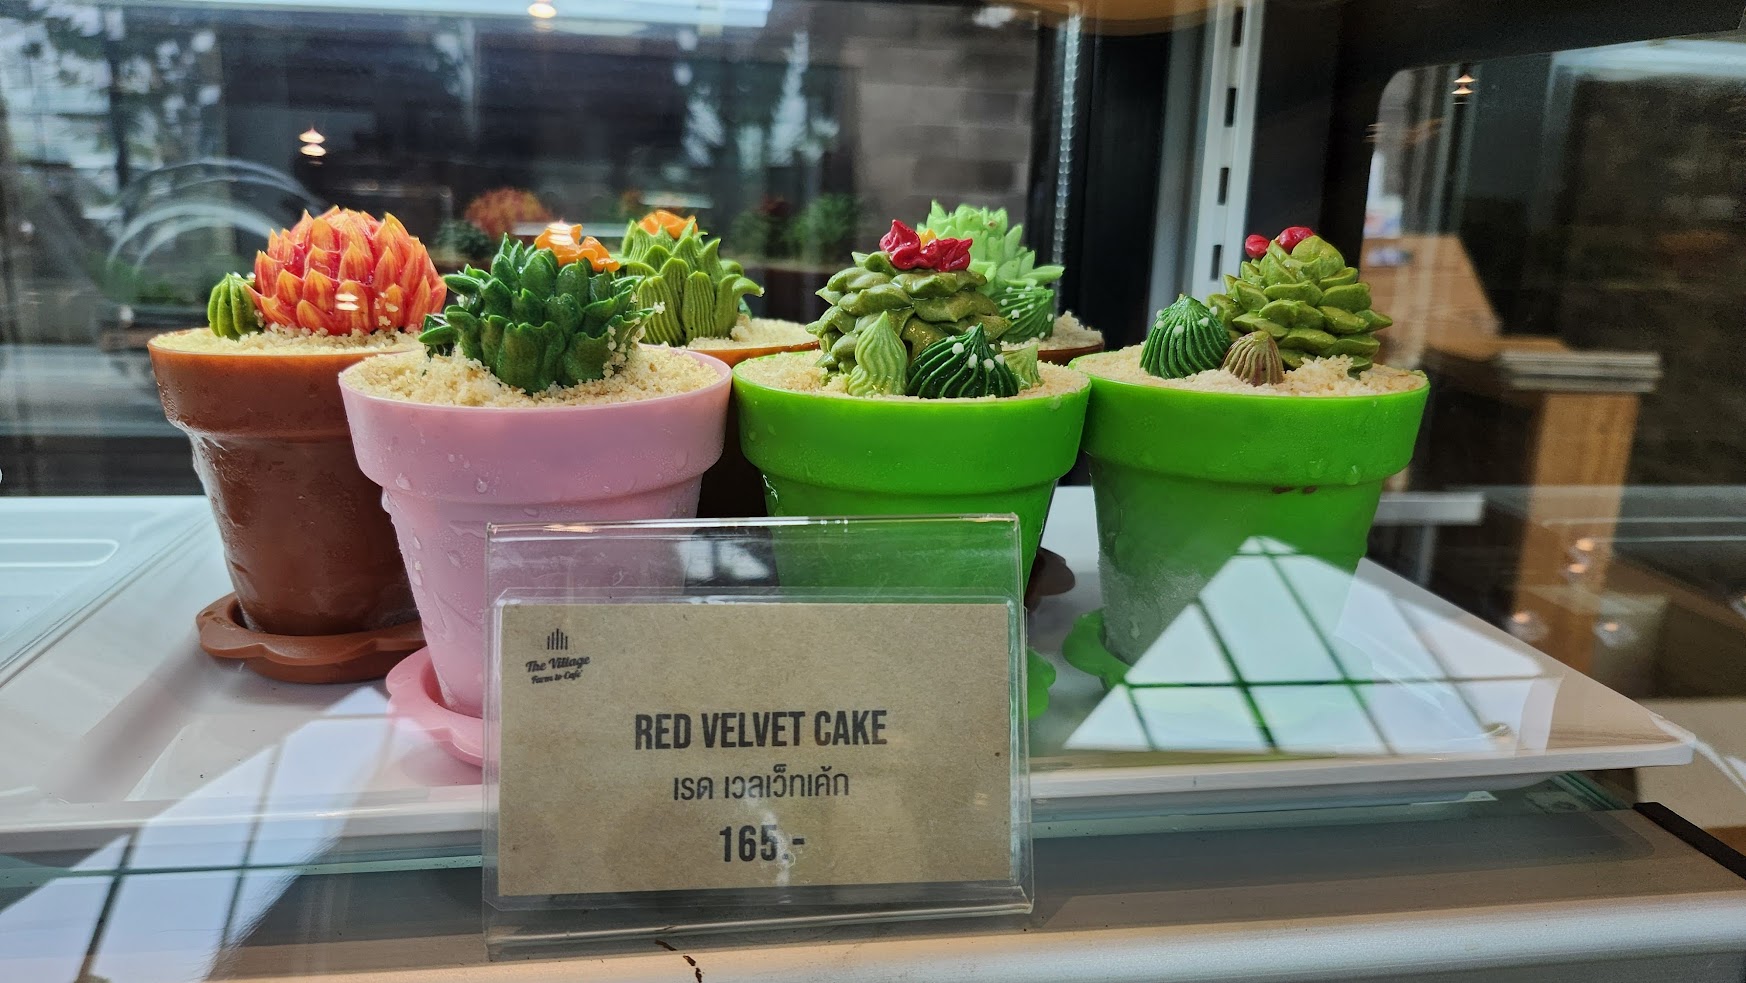 The Village
Farm to Cafe'
RED VELVET CAKE
เรด เวลเว็ทเค้ก
165.-